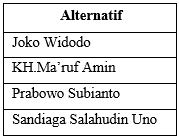 Alternatif
Joko Widodo
KH.Ma’ruf Amin
Prabowo Subianto
Sandiaga Salahudin Uno